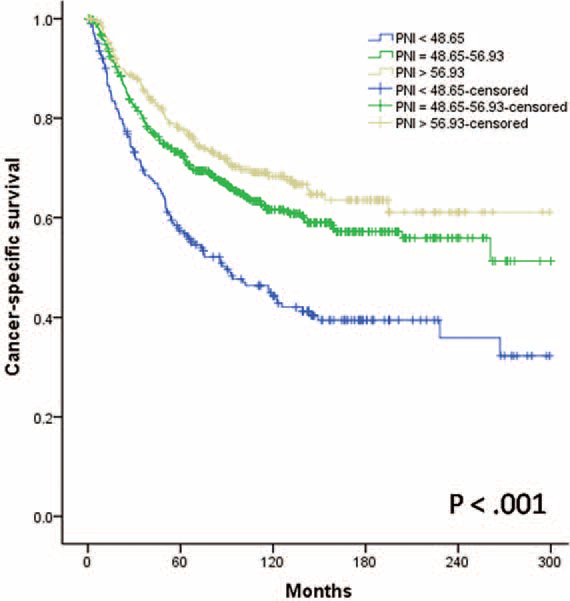 PNI < 48.65
PNI = 48.65-56.93
PNI > 56.93
PNI < 48.65-censored
PNI = 48.65-56.93-censored
PNI > 56.93-censored
Cancer-specific survival
1.0
0.8
0.6
0.4
0.2
0.0
P < .001
0 60 120 180 240 300
Months